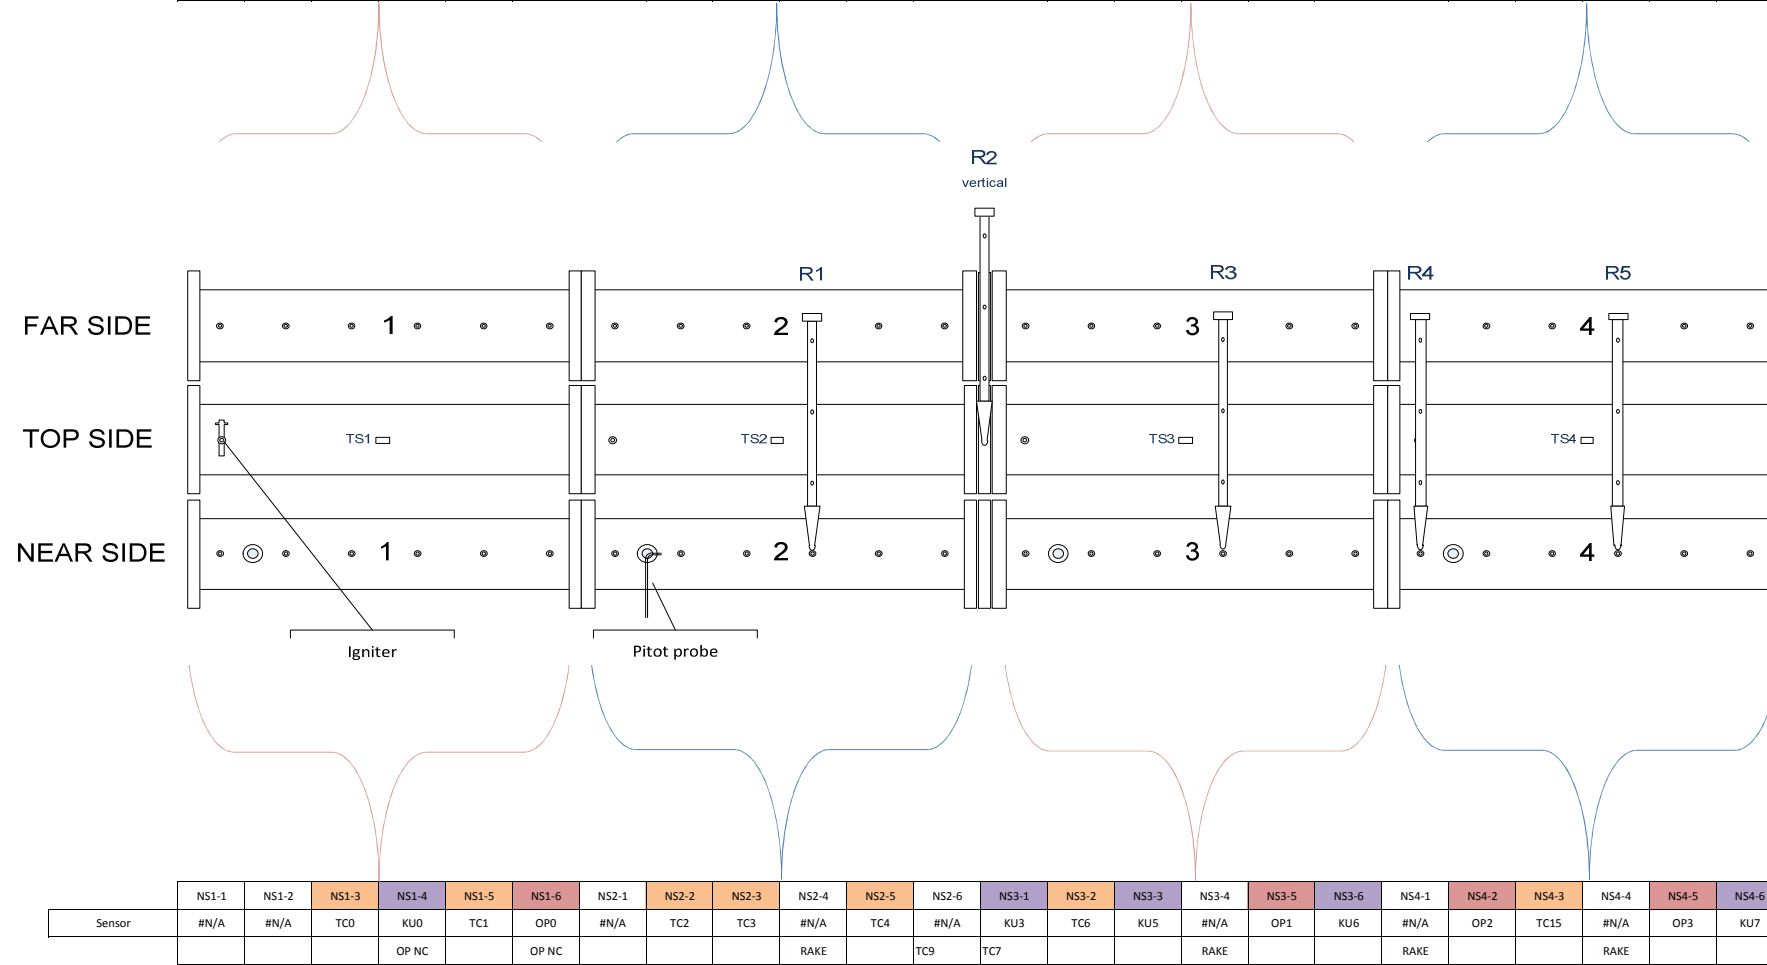 R2
vertical
R1 R3 R4 R5
FAR SIDE 1 2 3 4
TOP SIDE TS1 TS2 TS3 TS4
NEAR SIDE 1 2 3 4
Igniter Pitot probe
NS1-1 NS1-2 NS1-3 NS1-4 NS1-5 NS1-6 NS2-1 NS2-2 NS2-3 NS2-4 NS2-5 NS2-6 NS3-1 NS3-2 NS3-3 NS3-4 NS3-5 NS3-6 NS4-1 NS4-2 NS4-3 NS4-4 NS4-5 NS4-6
Sensor #N/A #N/A TC0 KU0 TC1 OP0 #N/A TC2 TC3 #N/A TC4 #N/A KU3 TC6 KU5 #N/A OP1 KU6 #N/A OP2 TC15 #N/A OP3 KU7
OP NC OP NC RAKE TC9 TC7 RAKE RAKE RAKE